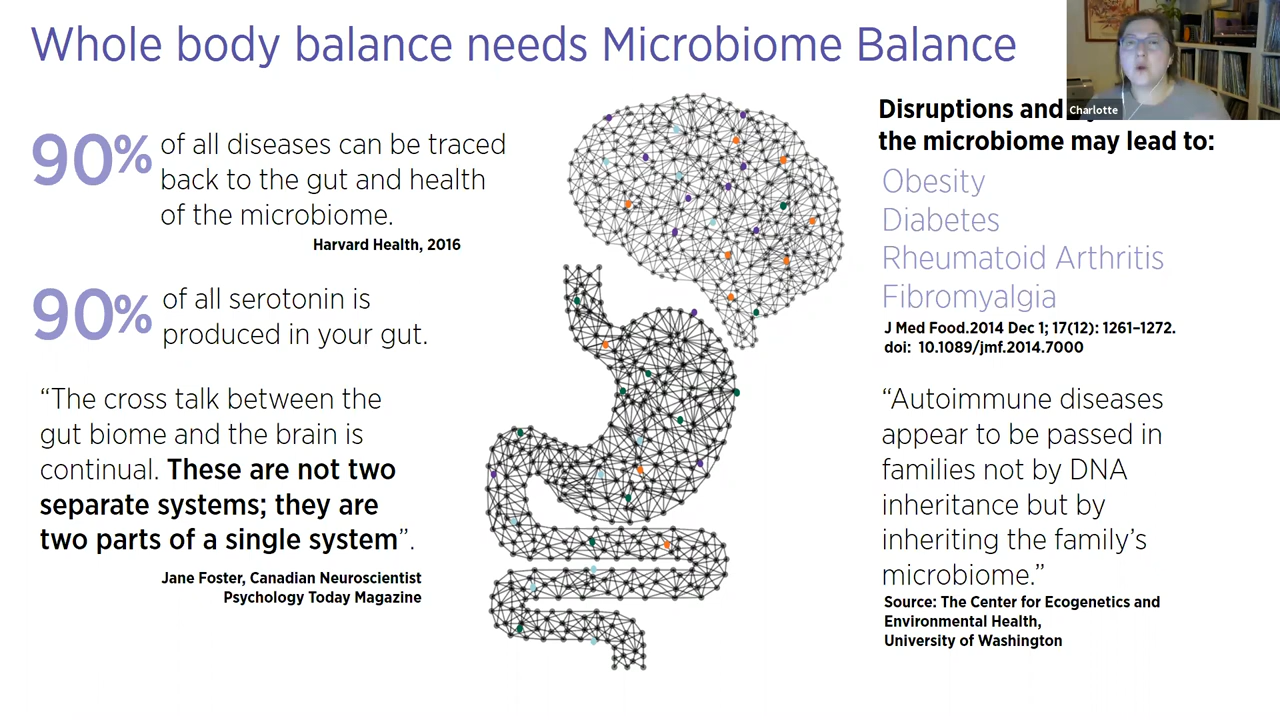 Whole body balance needs Microbiome Balance
Charlotte
90%
of all diseases can be traced
back to the gut and health
of the microbiome.
Harvard Health, 2016
90%
of all serotonin is
produced in your gut.
“The cross talk between the
gut biome and the brain is
continual. These are not two
separate systems; they are
two parts of a single system”.
Jane Foster, Canadian Neuroscientist
Psychology Today Magazine
Disruptions and
the microbiome may lead to:
Obesity
Diabetes
Rheumatoid Arthritis
Fibromyalgia
J Med Food.2014 Dec 1; 17(12): 1261–1272.
doi: 10.1089/jmf.2014.7000
“Autoimmune diseases
appear to be passed in
families not by DNA
inheritance but by
inheriting the family’s
microbiome.”
Source: The Center for Ecogenetics and
Environmental Health,
University of Washington